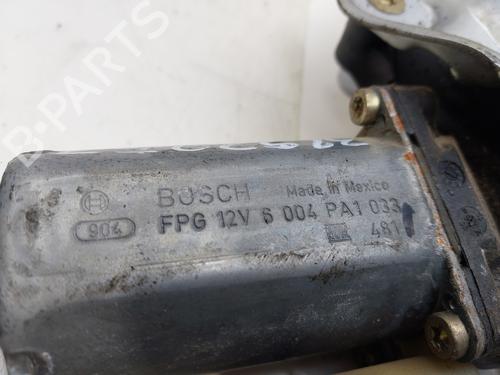 BOSCH Made in Mexico
904 FPG 12V 6 004 PA1 033
481
B-PARTS